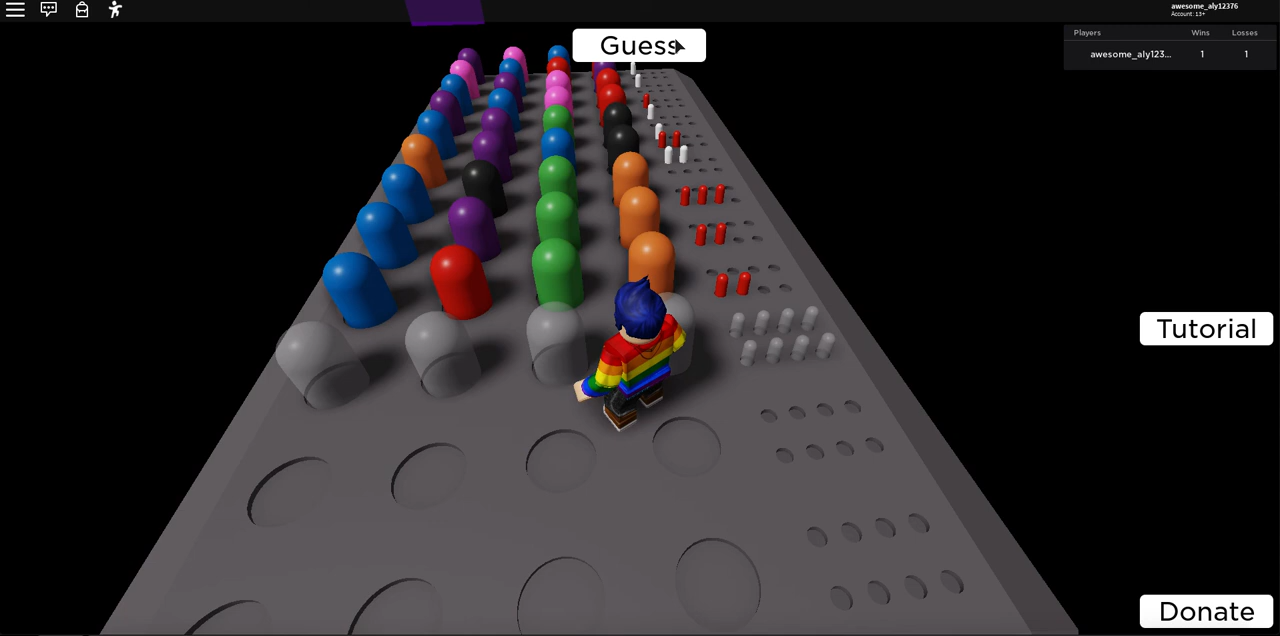 awesome_aly12376
Account: 13+
Guess
Players Wins Losses
awesome_aly123... 1 1
Tutorial
Donate